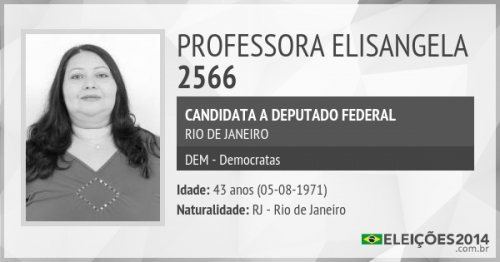 PROFESSORA ELISANGELA
2566
CANDIDATA A DEPUTADO FEDERAL
RIO DE JANEIRO
DEM - Democratas
Idade: 43 anos (05-08-1971)
Naturalidade: RJ - Rio de Janeiro
ELEIÇÕES2014
.com.br